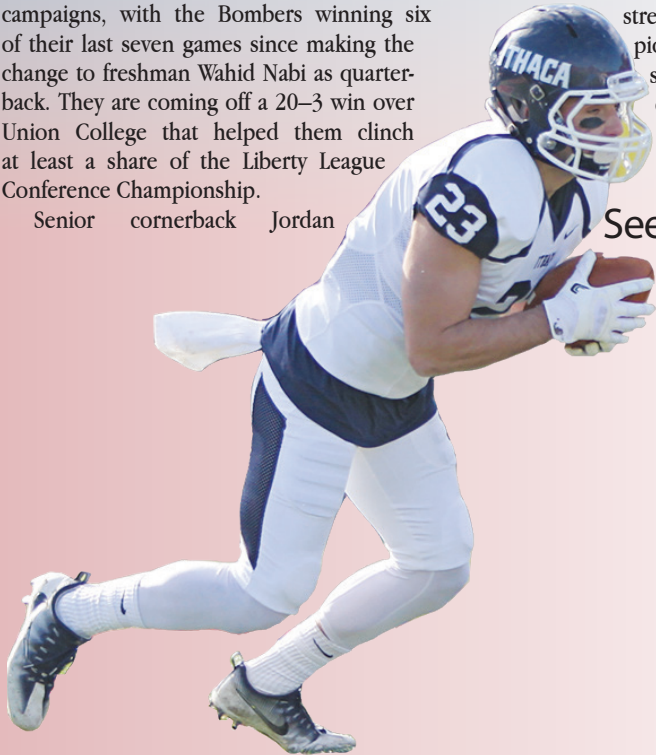 campaigns, with the Bombers winning six
of their last seven games since making the
change to freshman Wahid Nabi as quarter-
back. They are coming off a 20–3 win over
Union College that helped them clinch
at least a share of the Liberty League
Conference Championship.
Senior cornerback Jordan
stre
pio
s
See
ITHACA
23